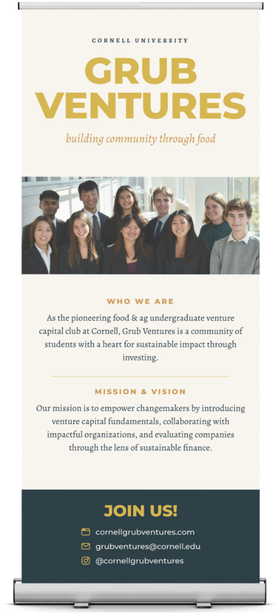 CORNELL UNIVERSITY
GRUB
VENTURES
building community through food
WHO WE ARE
As the pioneering food & ag undergraduate venture
capital club at Cornell, Grub Ventures is a community of
students with a heart for sustainable impact through
investing.
MISSION & VISION
Our mission is to empower changemakers by introducing
venture capital fundamentals, collaborating with
impactful organizations, and evaluating companies
through the lens of sustainable finance.
JOIN US!
cornellgrubventures.com
grubventures@cornell.edu
@cornellgrubventures